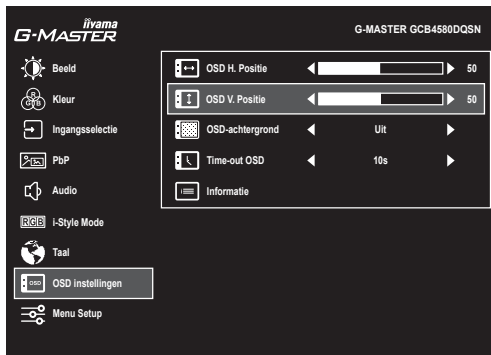 iiyama
G-MASTER
G-MASTER GCB4580DQSN
Beeld
Kleur
Ingangsselectie
PbP
Audio
i-Style Mode
Taal
OSD instellingen
Menu Setup
OSD H. Positie 50
OSD V. Positie 50
OSD-achtergrond Uit
Time-out OSD 10s
Informatie
R
G B
RGB
OSD